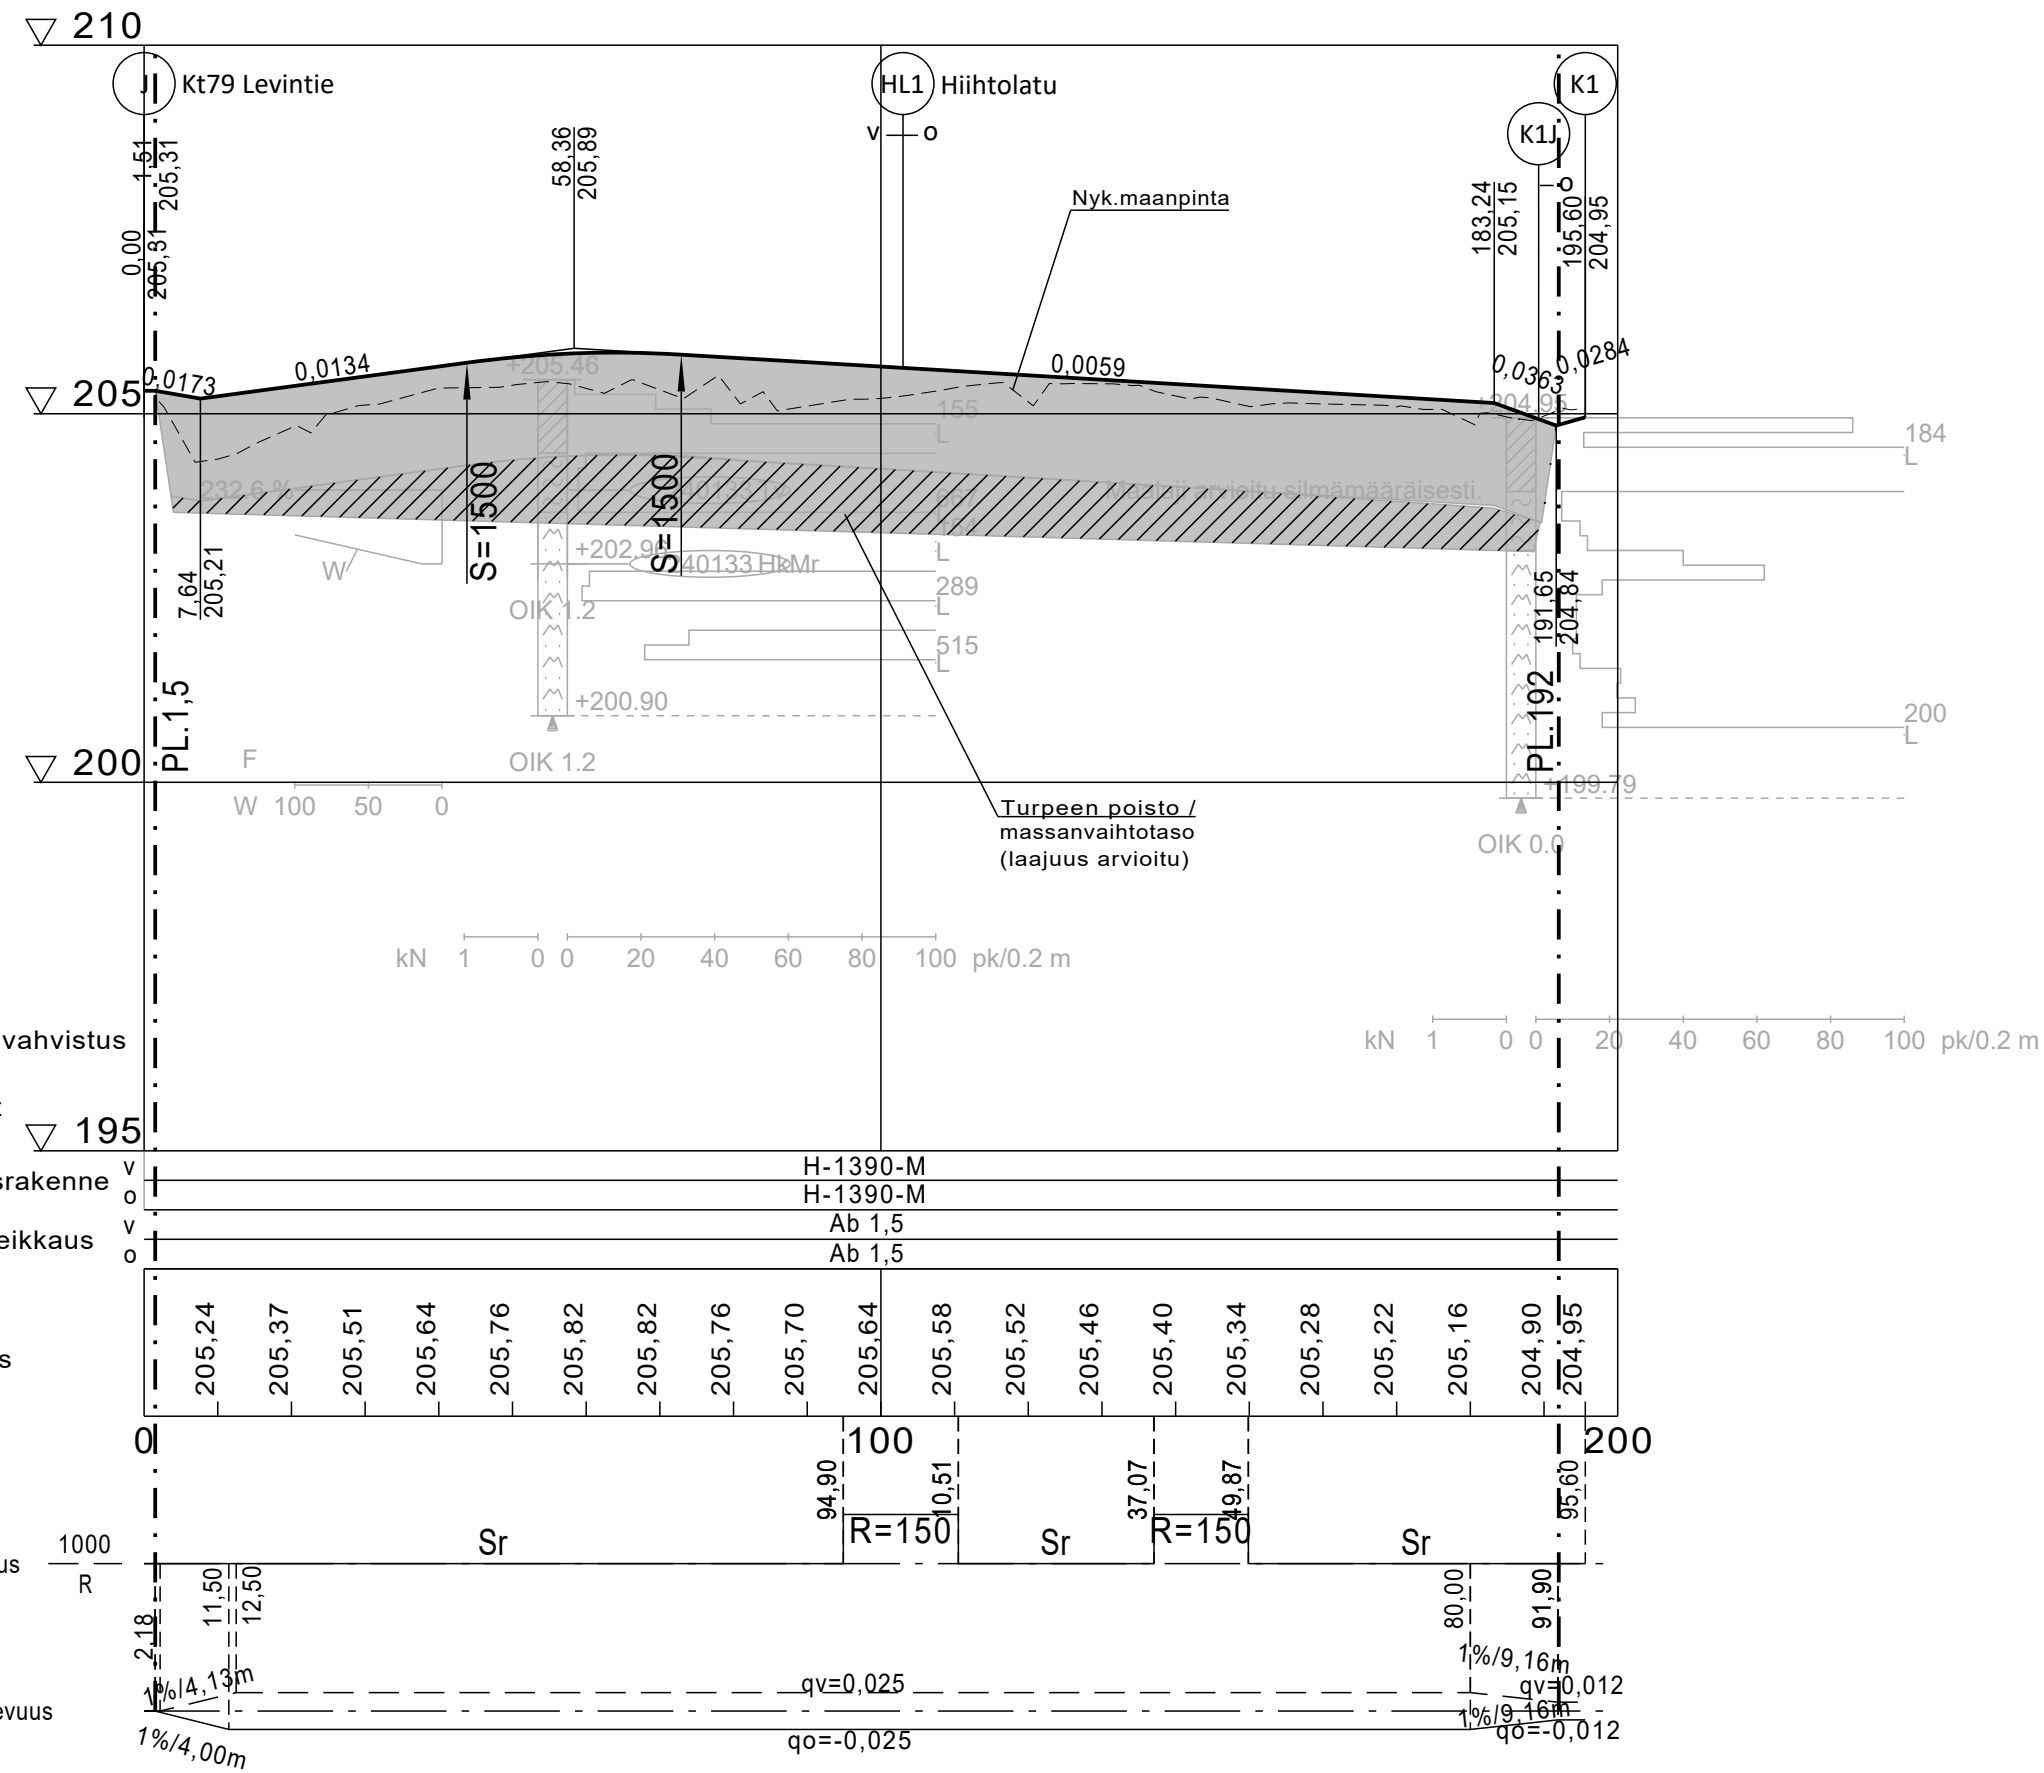 210
J Kt79 Levintie
HL1 Hiihtolatu
K1
K1J
v o
o
1,51
205,31
0,00
205,31
58,36
205,89
183,24
205,15
195,60
204,95
Nyk.maanpinta
0,0173
0,0134
0,0059
0,0363
0,0284
+205.46
+204.95
205
155
L
184
L
232,6 %
40133
Maalaji arvioitu silmämääräisesti.
667
L
S=1500
S=1500
+202.90
40133 HkMr
W
289
L
OIK 1.2
515
L
7,64
205,21
191,65
204,84
PL.1,5
PL.192
+200.90
200
L
200
F
OIK 1.2
+199.79
W 100 50 0
Turpeen poisto /
massanvaihtotaso
(laajuus arvioitu)
OIK 0.0
kN 1 0 0 20 40 60 80 100 pk/0.2 m
kN 1 0 0 20 40 60 80 100 pk/0.2 m
vahvistus
195
srakenne
v H-1390-M
o H-1390-M
eikkaus
v Ab 1,5
o Ab 1,5
s
205,24 205,37 205,51 205,64 205,76 205,82 205,82 205,76 205,70 205,64 205,58 205,52 205,46 205,40 205,34 205,28 205,22 205,16 204,90 204,95
0 100 200
94,90 10,51 37,07 49,87 95,60
R=150 R=150
Sr Sr Sr
us
1000
R
2,18 11,50 12,50 80,00 91,90
1%/4,13m
qv=0,025
1%/9,16m
qv=0,012
evuus
1%/4,00m
qo=-0,025
1%/9,16m
qo=-0,012